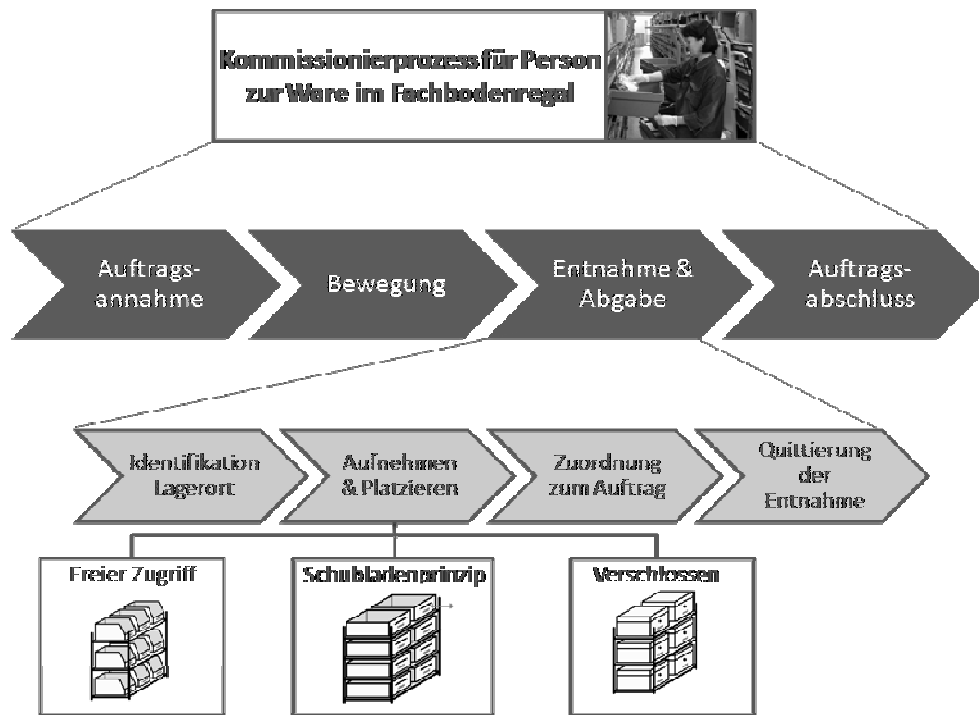 Kommissionierprozess für Person
zur Ware im Fachbodenregal
Auftrags-
annahme
Bewegung
Entnahme &
Abgabe
Auftrags-
abschluss
Identifikation
Lagerort
Aufnehmen
& Platzieren
Zuordnung
zum Auftrag
Quittierung
der
Entnahme
Freier Zugriff
Schubladenprinzip
Verschlossen